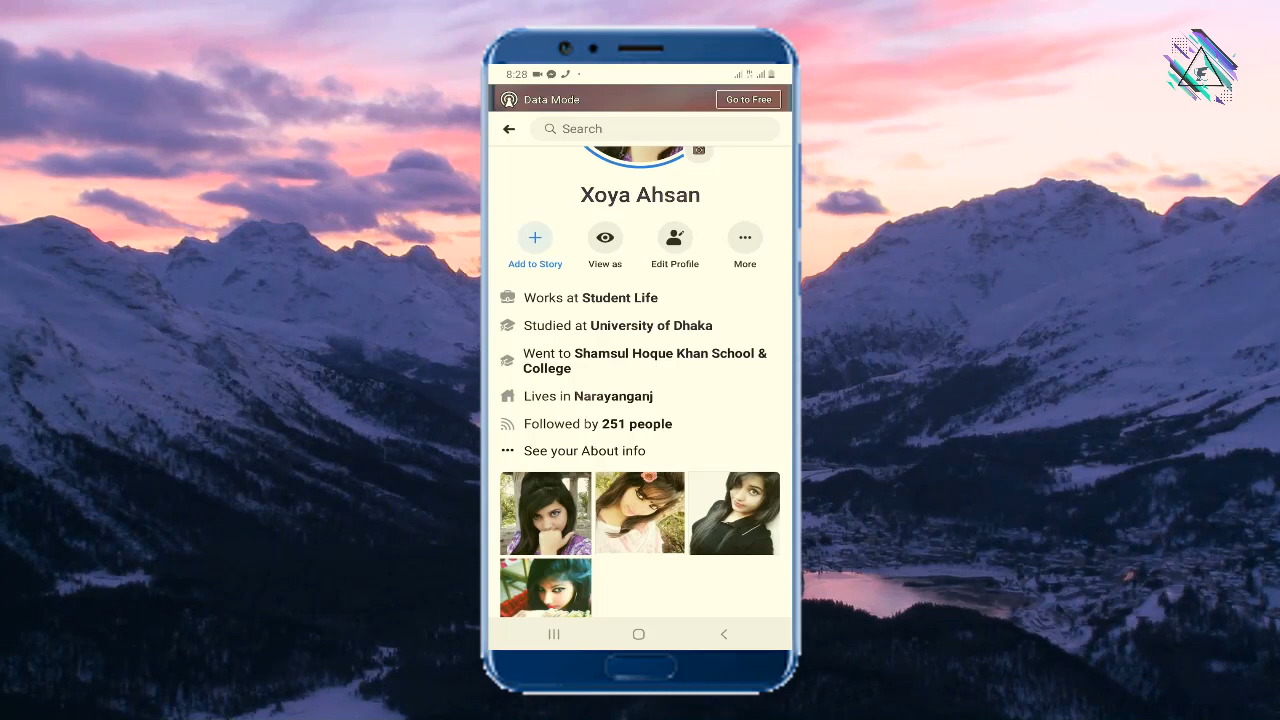 8:28
Data Mode
Go to Free
Search
Xoya Ahsan
Add to Story
View as
Edit Profile
More
Works at Student Life
Studied at University of Dhaka
Went to Shamsul Hoque Khan School &
College
Lives in Narayanganj
Followed by 251 people
See your About info